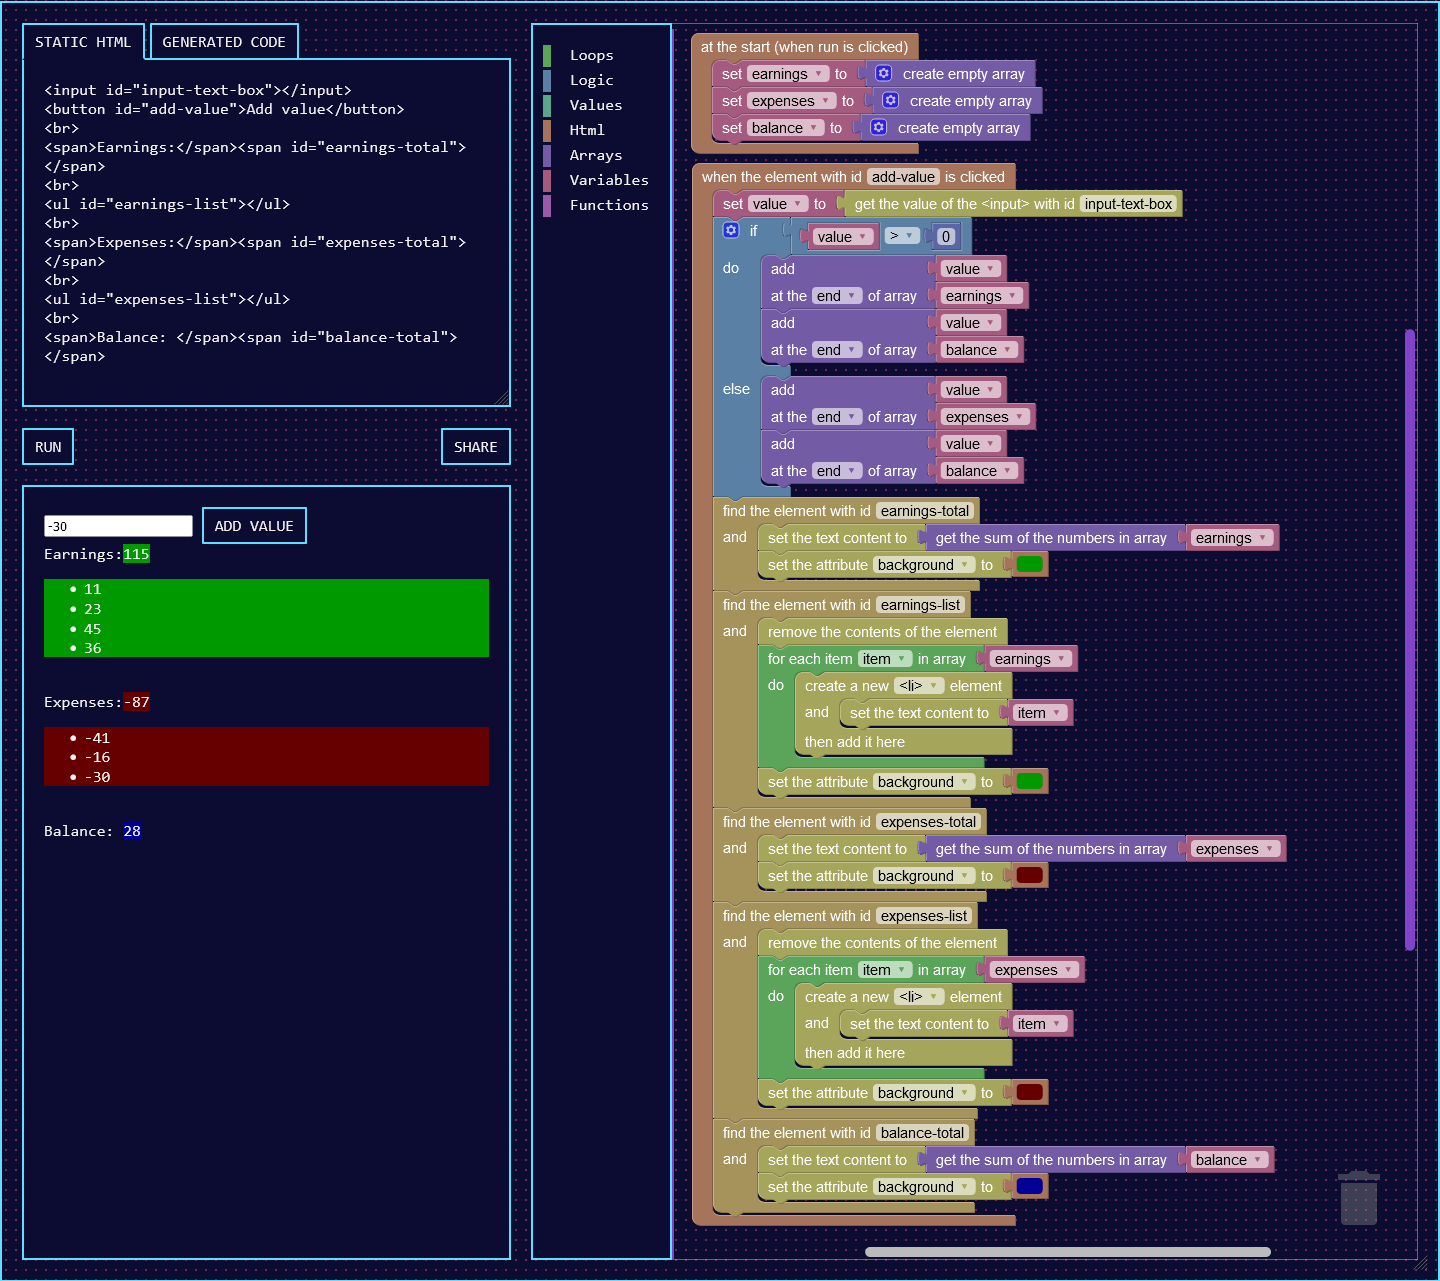 STATIC HTML
GENERATED CODE
<input id="input-text-box"></input>
<button id="add-value">Add value</button>
<br>
<span>Earnings:</span><span id="earnings-total">
</span>
<br>
<ul id="earnings-list"></ul>
<br>
<span>Expenses:</span><span id="expenses-total">
</span>
<br>
<ul id="expenses-list"></ul>
<br>
<span>Balance: </span><span id="balance-total">
</span>
RUN
SHARE
-30
ADD VALUE
Earnings:115
• 11
• 23
• 45
• 36
Expenses:-87
• -41
• -16
• -30
Balance: 28
Loops
Logic
Values
Html
Arrays
Variables
Functions
at the start (when run is clicked)
set earnings to create empty array
set expenses to create empty array
set balance to create empty array
when the element with id add-value is clicked
set value to get the value of the <input> with id input-text-box
if value > 0
do add value
at the end of array earnings
add value
at the end of array balance
else add value
at the end of array expenses
add value
at the end of array balance
find the element with id earnings-total
and set the text content to get the sum of the numbers in array earnings
set the attribute background to
find the element with id earnings-list
and remove the contents of the element
for each item item in array earnings
do create a new <li> element
and set the text content to item
then add it here
set the attribute background to
find the element with id expenses-total
and set the text content to get the sum of the numbers in array expenses
set the attribute background to
find the element with id expenses-list
and remove the contents of the element
for each item item in array expenses
do create a new <li> element
and set the text content to item
then add it here
set the attribute background to
find the element with id balance-total
and set the text content to get the sum of the numbers in array balance
set the attribute background to